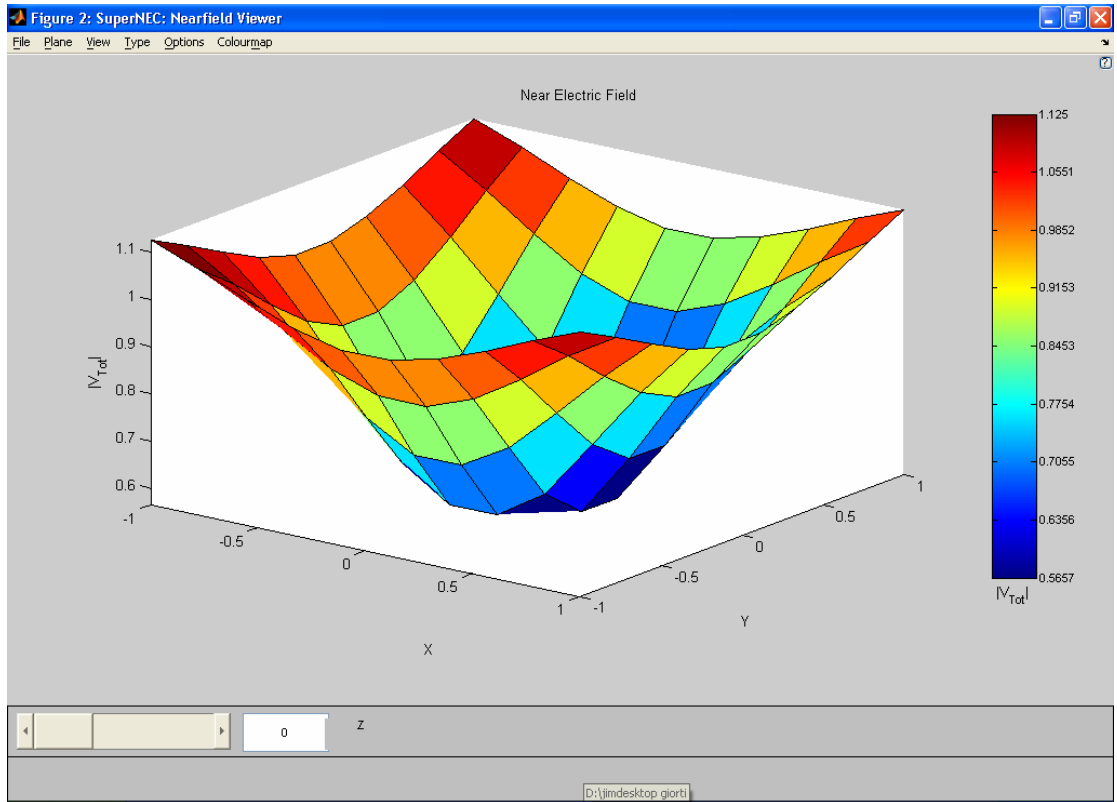 Figure 2: SuperNEC: Nearfield Viewer
File Plane View Type Options Colourmap
Near Electric Field
1.125
1.0551
0.9852
0.9153
0.8453
0.7754
0.7055
0.6356
0.5657
|V_Tot|
1.1
1
0.9
0.8
0.7
0.6
|V_Tot|
-1
-0.5
0
0.5
1
X
-1
-0.5
0
0.5
1
Y
0
Z
D:\jimdesktop giorti